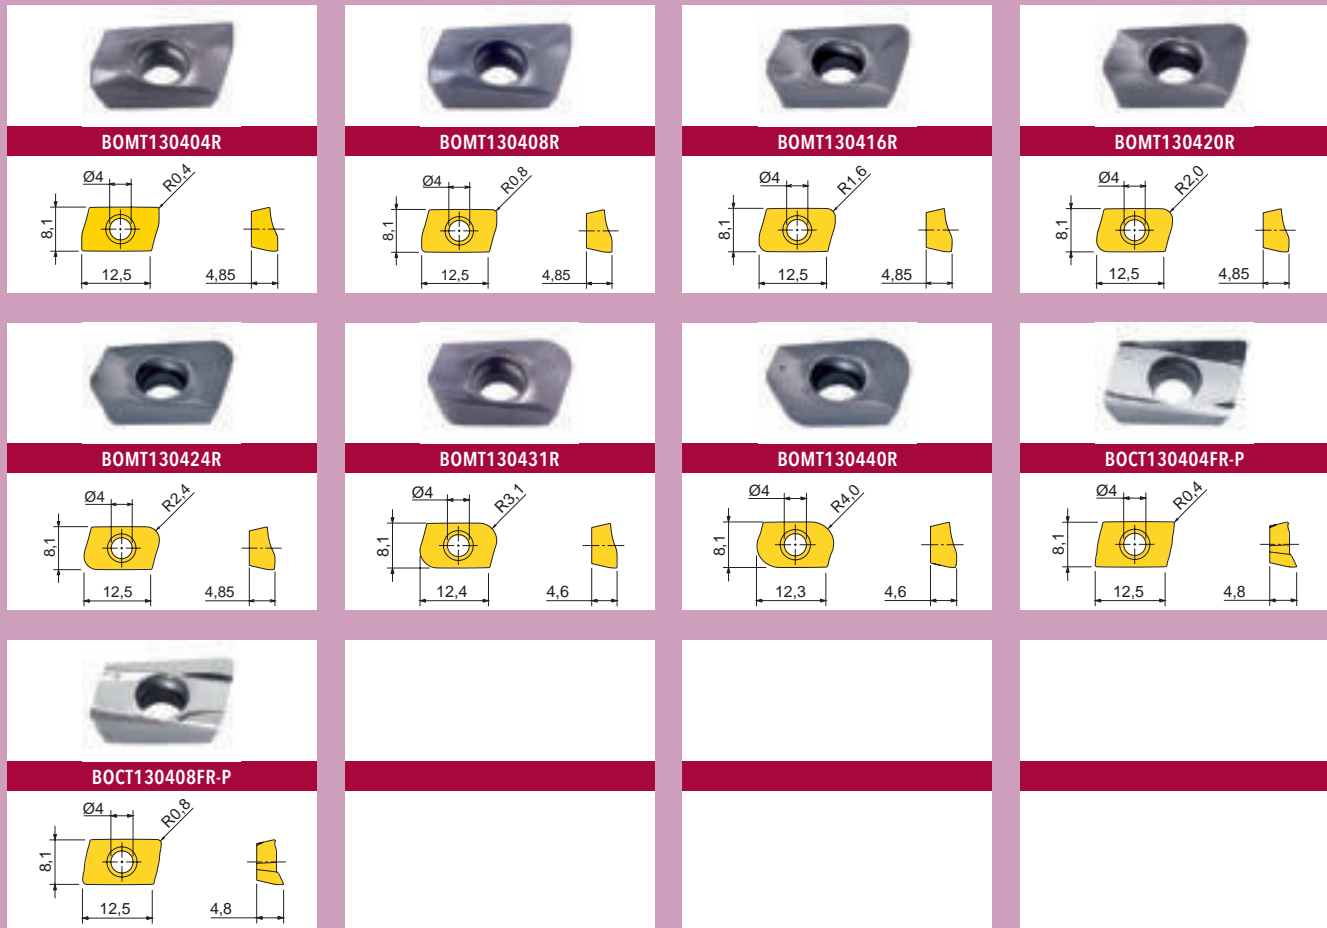 BOMT130404R
Ø4
R0,4
8,1
12,5
4,85
BOMT130408R
Ø4
R0,8
8,1
12,5
4,85
BOMT130416R
Ø4
R1,6
8,1
12,5
4,85
BOMT130420R
Ø4
R2,0
8,1
12,5
4,85
BOMT130424R
Ø4
R2,4
8,1
12,5
4,85
BOMT130431R
Ø4
R3,1
8,1
12,4
4,6
BOMT130440R
Ø4
R4,0
8,1
12,3
4,6
BOCT130404FR-P
Ø4
R0,4
8,1
12,5
4,8
BOCT130408FR-P
Ø4
R0,8
8,1
12,5
4,8